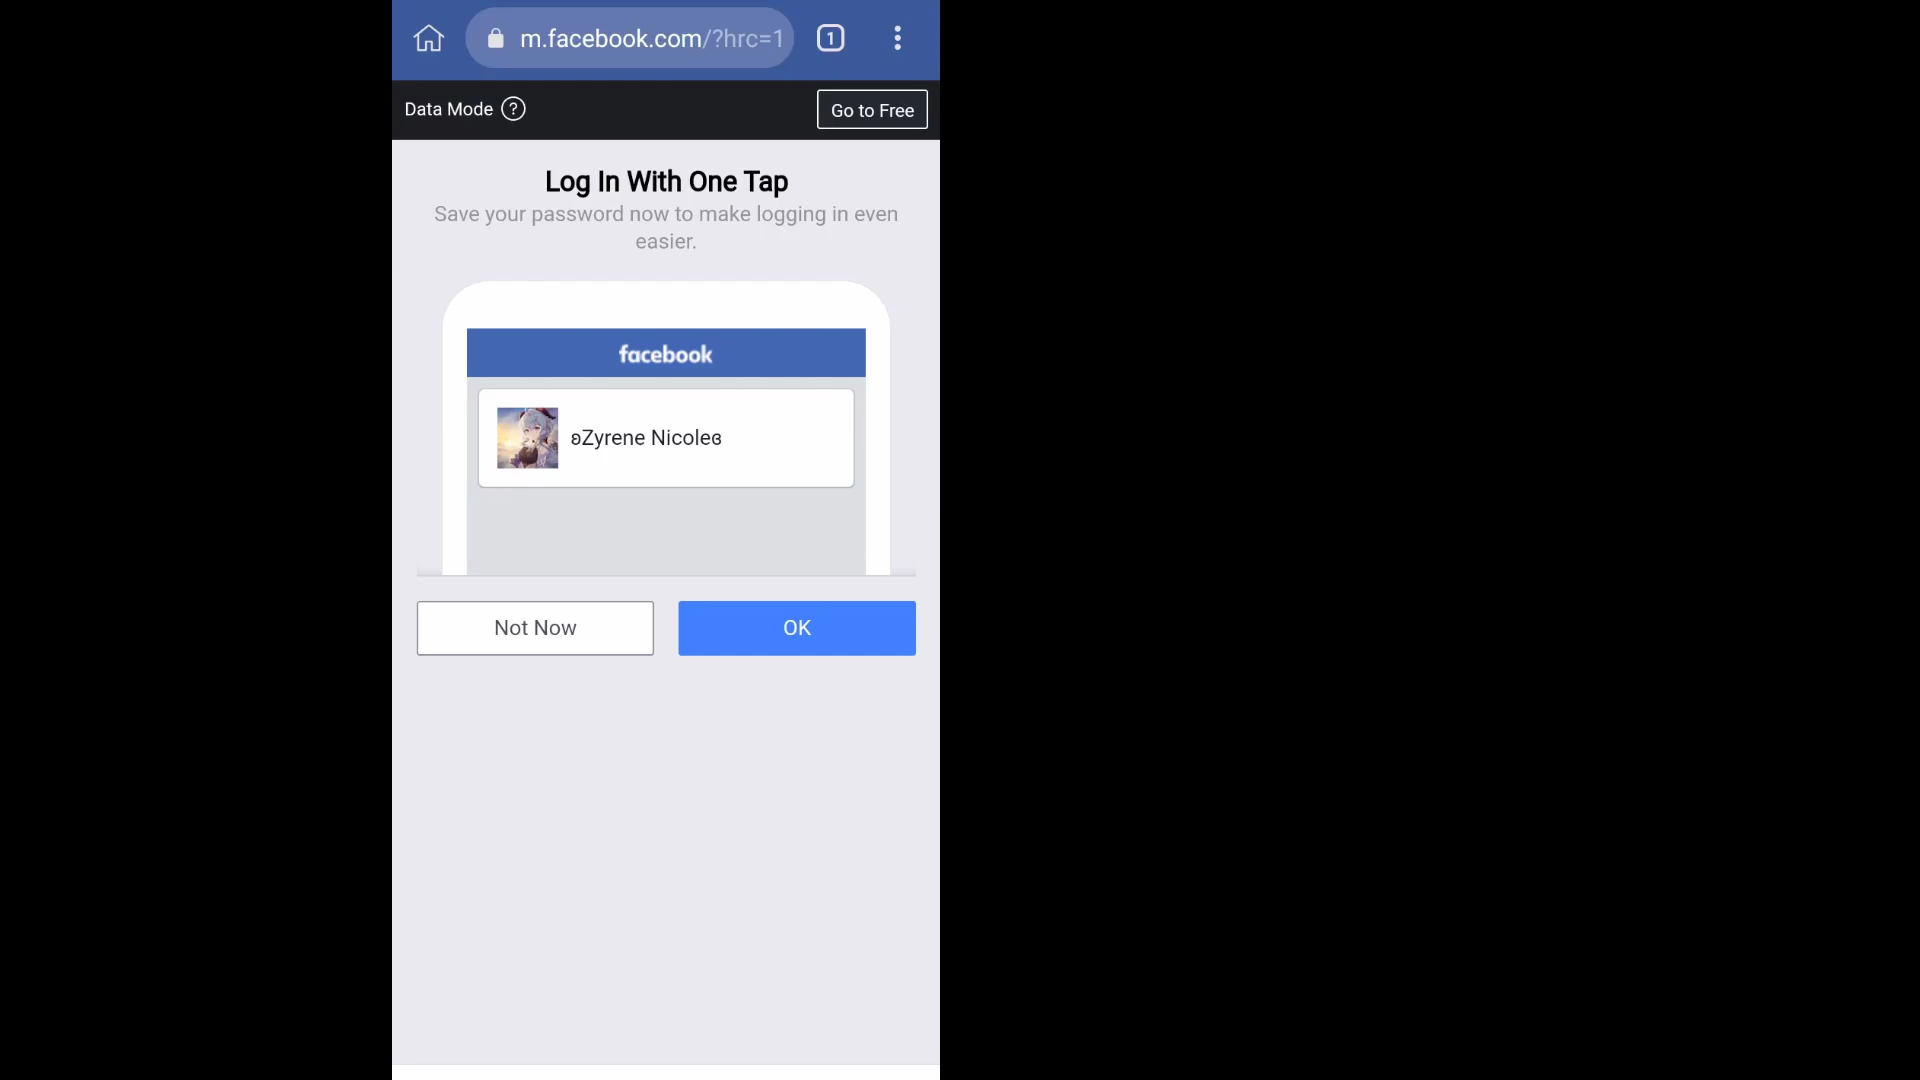 m.facebook.com/?hrc=1
1
Data Mode ?
Go to Free
Log In With One Tap
Save your password now to make logging in even
easier.
facebook
ʚZyrene Nicoleɞ
Not Now
OK